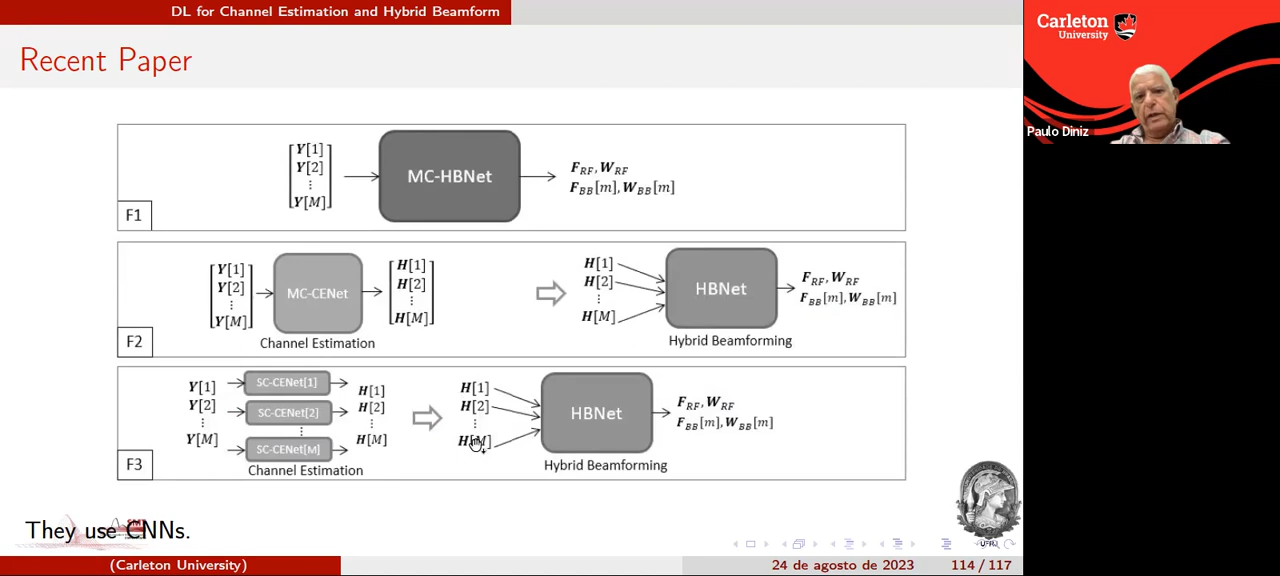 DL for Channel Estimation and Hybrid Beamform
Recent Paper
Carleton
University
Paulo Diniz
Y[1]
Y[2]
⋮
Y[M]
MC-HBNet
F_RF, W_RF
F_BB[m], W_BB[m]
F1
Y[1]
Y[2]
⋮
Y[M]
MC-CENet
H[1]
H[2]
⋮
H[M]
Channel Estimation
H[1]
H[2]
⋮
H[M]
HBNet
F_RF, W_RF
F_BB[m], W_BB[m]
Hybrid Beamforming
F2
Y[1]
Y[2]
⋮
Y[M]
SC-CENet[1]
SC-CENet[2]
⋮
SC-CENet[M]
H[1]
H[2]
⋮
H[M]
Channel Estimation
H[1]
H[2]
⋮
H[M]
HBNet
F_RF, W_RF
F_BB[m], W_BB[m]
Hybrid Beamforming
F3
They use CNNs.
UFRJ
(Carleton University)
24 de agosto de 2023
114 / 117